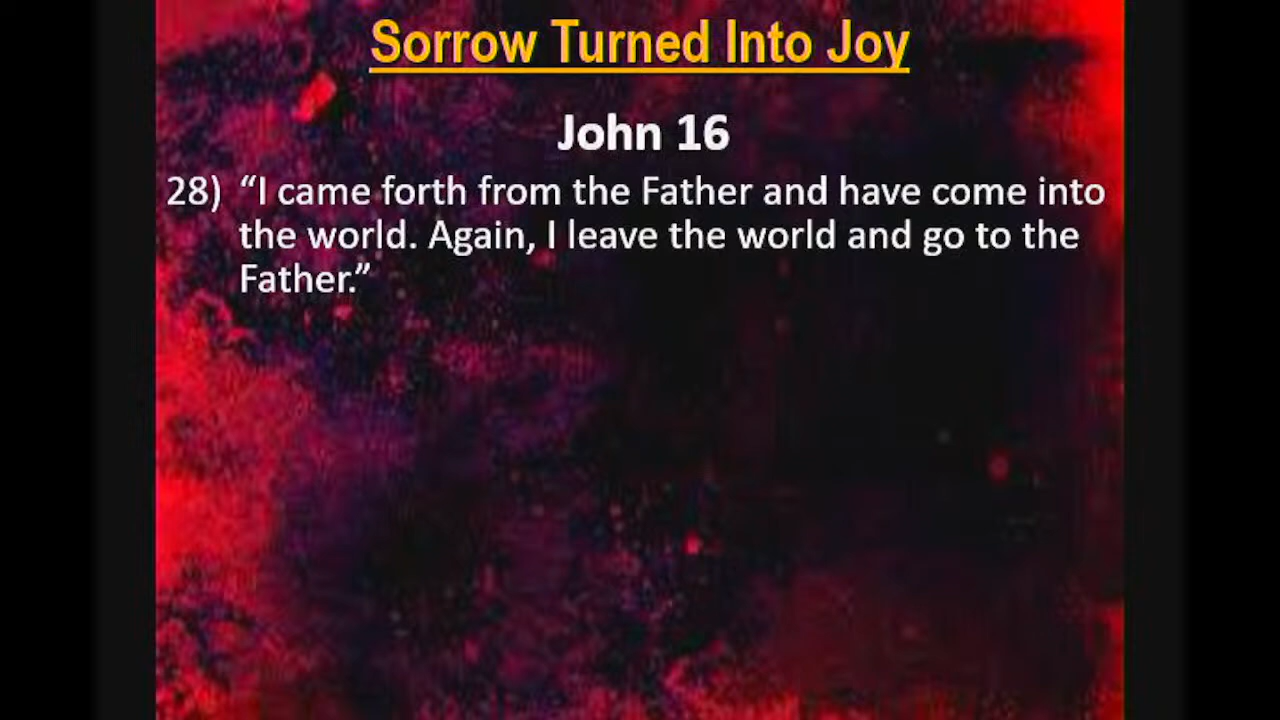 Sorrow Turned Into Joy
John 16
28) “I came forth from the Father and have come into
the world. Again, I leave the world and go to the
Father.”